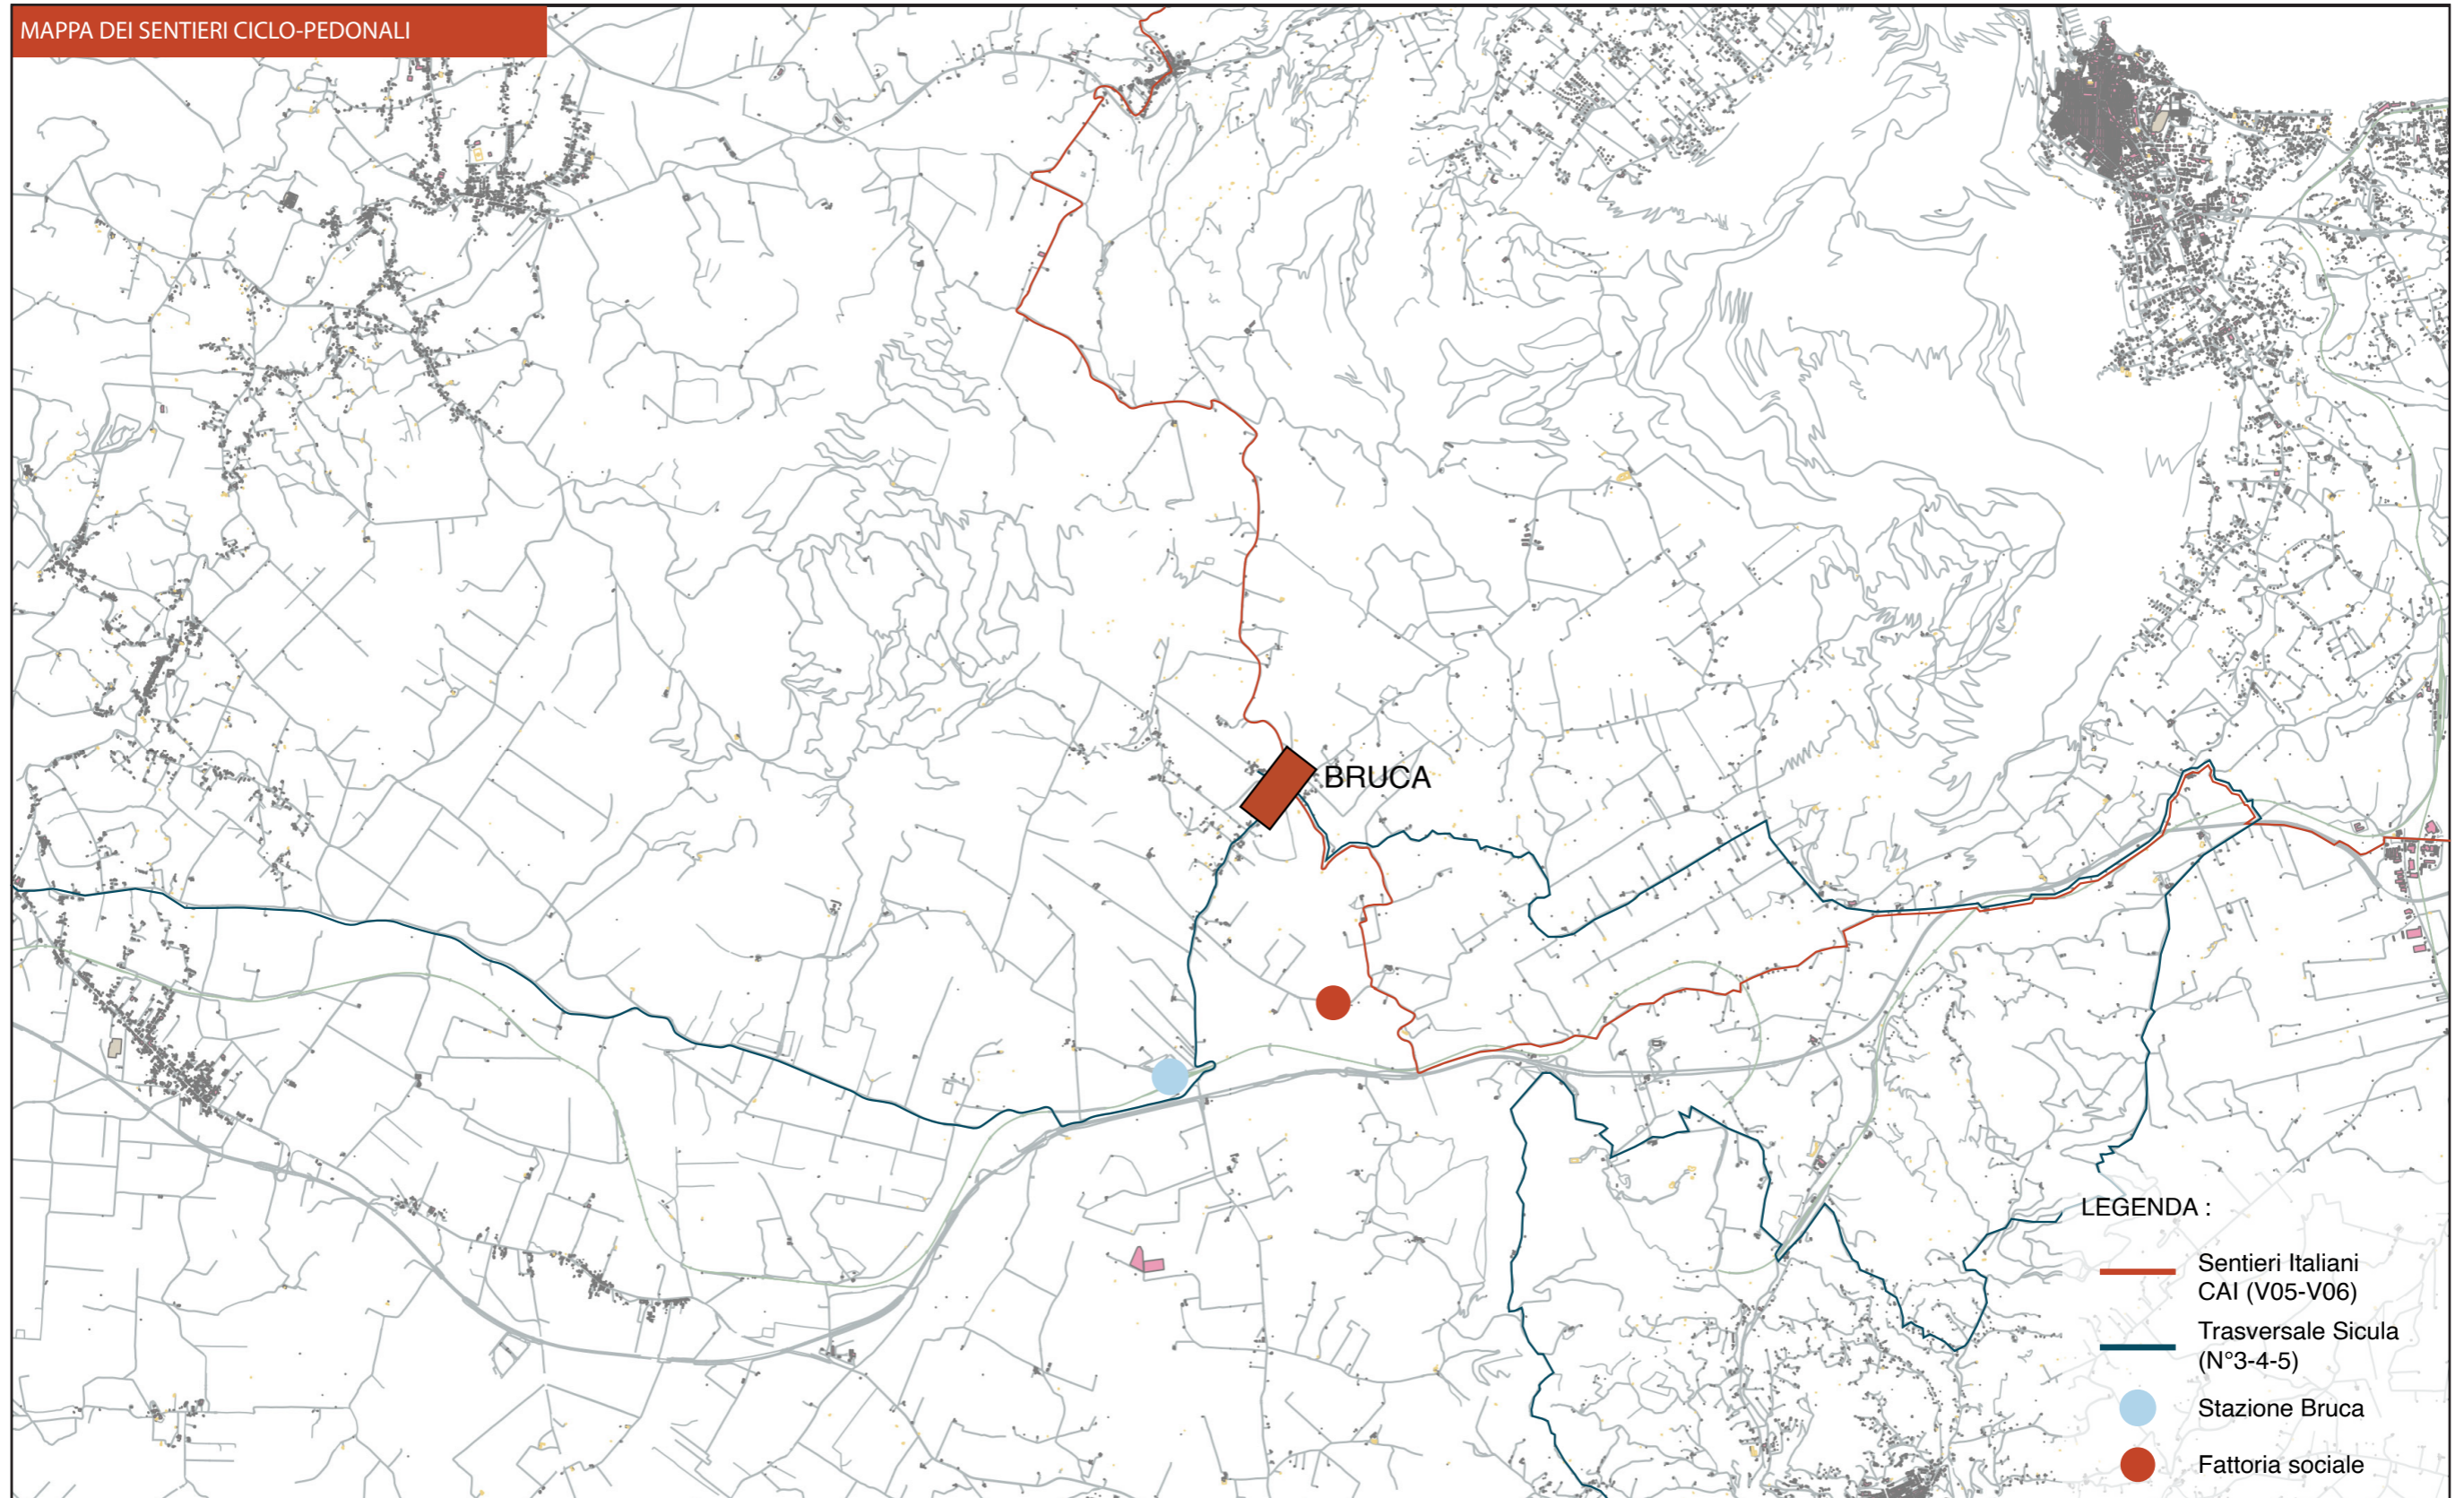 MAPPA DEI SENTIERI CICLO-PEDONALI
BRUCA
LEGENDA :
Sentieri Italiani
CAI (V05-V06)
Trasversale Sicula
(N°3-4-5)
Stazione Bruca
Fattoria sociale